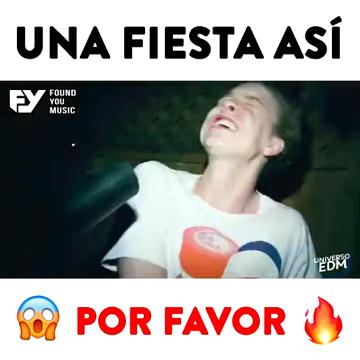 UNA FIESTA ASÍ
FOUND
YOU
MUSIC
UNIVERSO
EDM
POR FAVOR